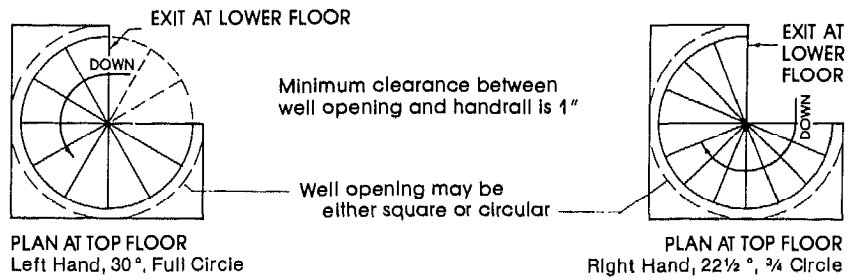 EXIT AT LOWER FLOOR
DOWN
Minimum clearance between
well opening and handrail is 1"
EXIT AT
LOWER
FLOOR
DOWN
Well opening may be
either square or circular
PLAN AT TOP FLOOR
Left Hand, 30°, Full Circle
PLAN AT TOP FLOOR
Right Hand, 22½°, ¾ Circle